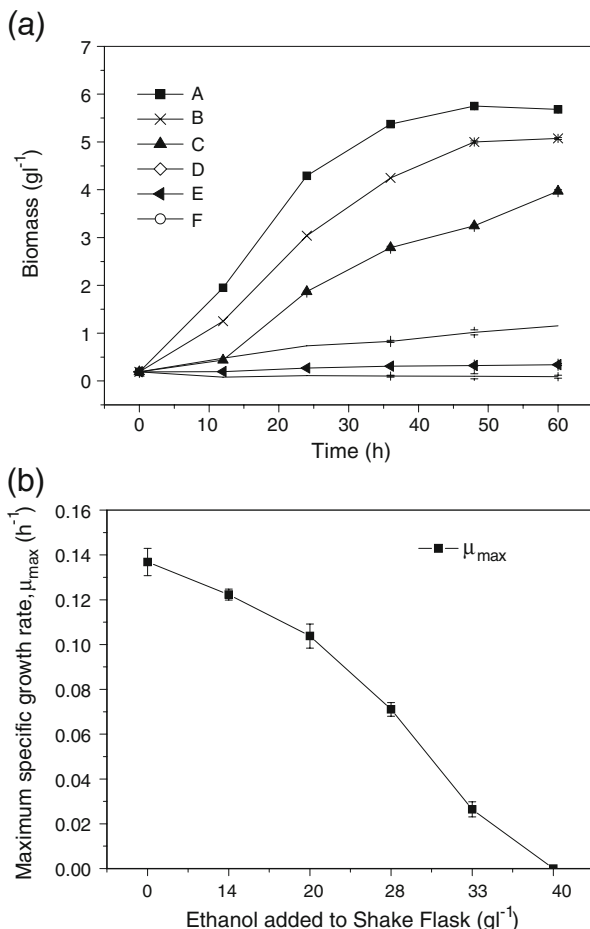 (a)
7
6
5
4
3
2
1
0
Biomass (gl⁻¹)
A
B
C
D
E
F
0 10 20 30 40 50 60
Time (h)
(b)
0.16
0.14
0.12
0.10
0.08
0.06
0.04
0.02
0.00
Maximum specific growth rate, μmax (h⁻¹)
μmax
0 14 20 28 33 40
Ethanol added to Shake Flask (gl⁻¹)